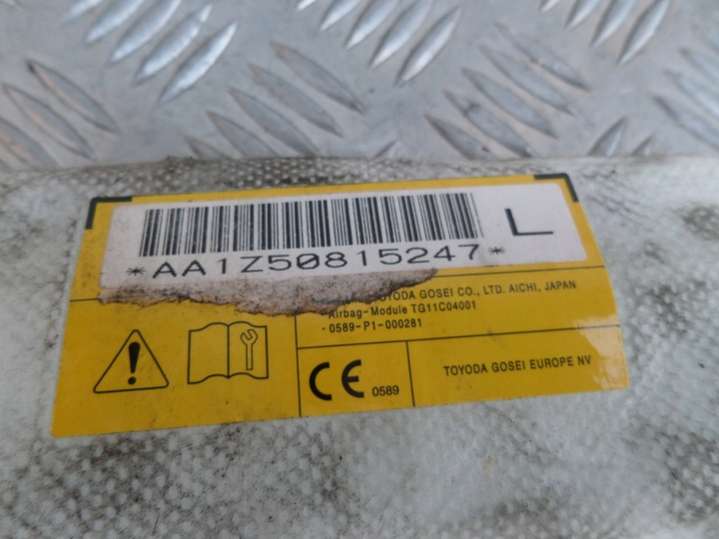 *AA1Z50815247*
L
TOYODA GOSEI CO., LTD. AICHI, JAPAN
-Airbag-Module TG11C04001
-0589-P1-000281
CE 0589
TOYODA GOSEI EUROPE NV